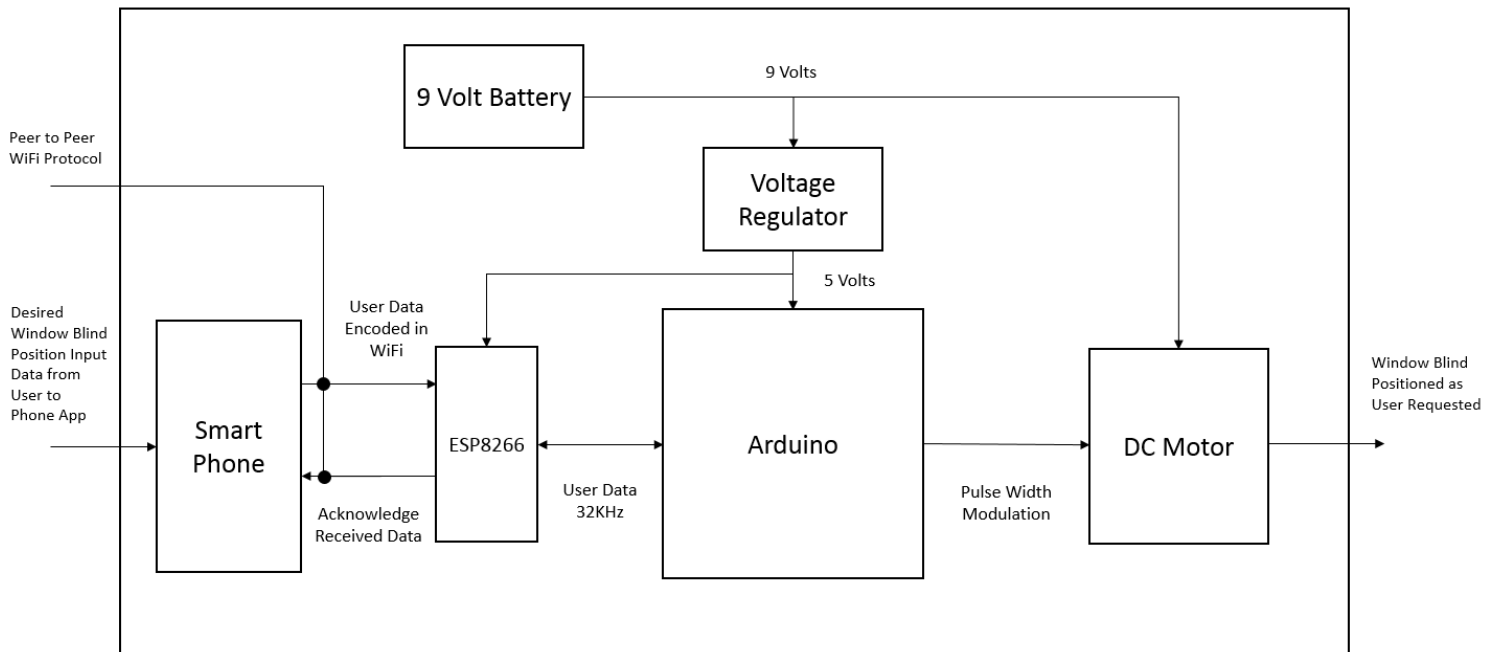 9 Volt Battery
9 Volts
Peer to Peer
WiFi Protocol
Voltage
Regulator
5 Volts
Desired
Window Blind
Position Input
Data from
User to
Phone App
User Data
Encoded in
WiFi
Smart
Phone
ESP8266
Acknowledge
Received Data
User Data
32KHz
Arduino
Pulse Width
Modulation
DC Motor
Window Blind
Positioned as
User Requested